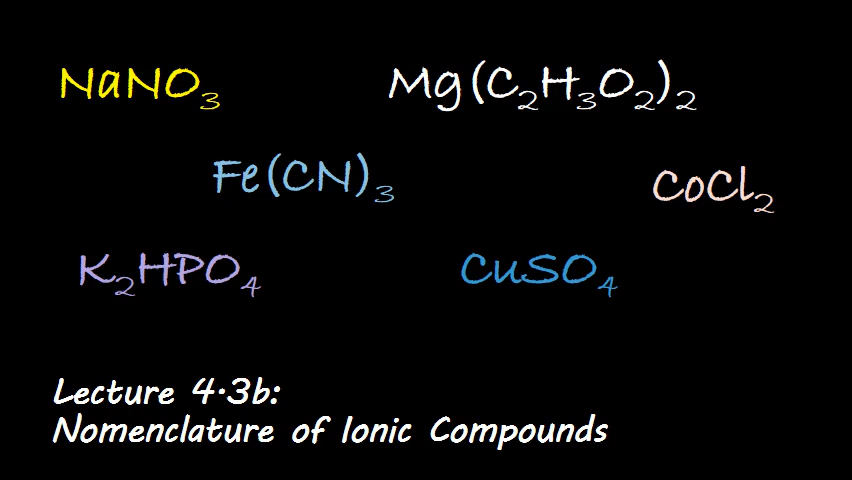 NaNO₃ Mg(C₂H₃O₂)₂
Fe(CN)₃ CoCl₂
K₂HPO₄ CuSO₄
Lecture 4.3b:
Nomenclature of Ionic Compounds